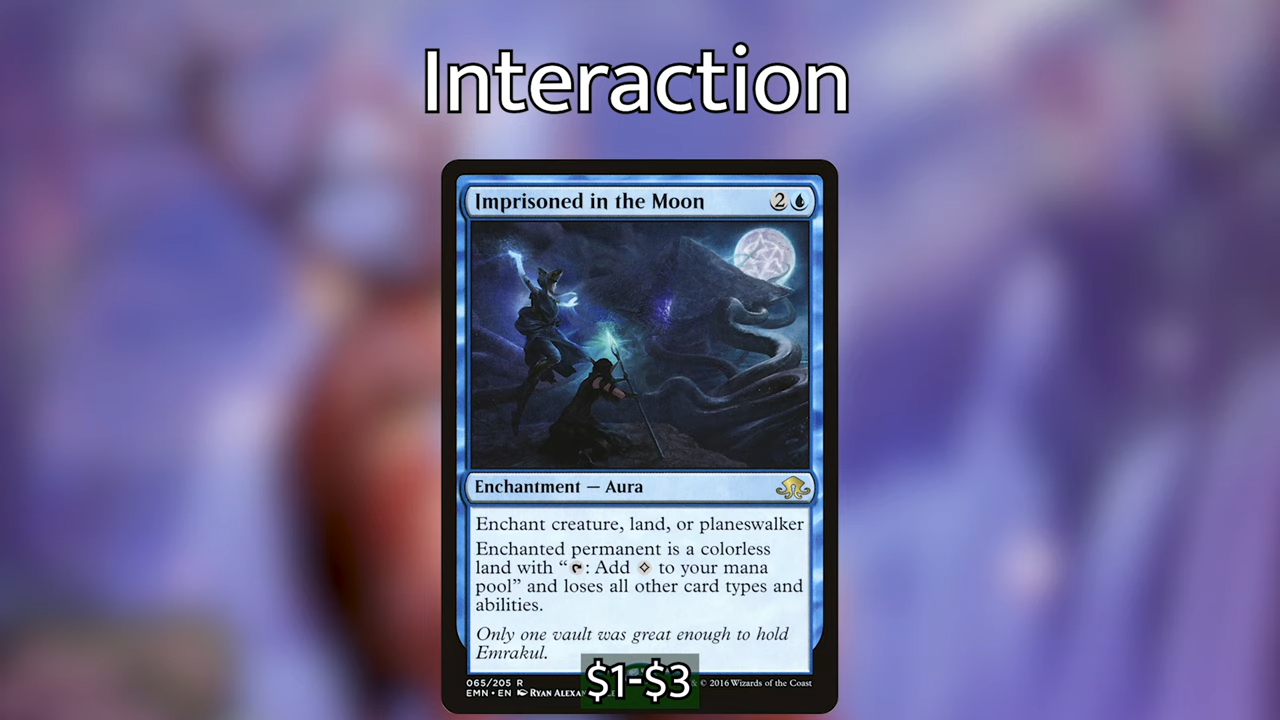 Interaction
Imprisoned in the Moon 2
Enchantment — Aura
Enchant creature, land, or planeswalker
Enchanted permanent is a colorless
land with “: Add to your mana
pool” and loses all other card types and
abilities.
Only one vault was great enough to hold
Emrakul.
$1-$3
065/205 R
EMN • EN Ryan Alexan
& © 2016 Wizards of the Coast